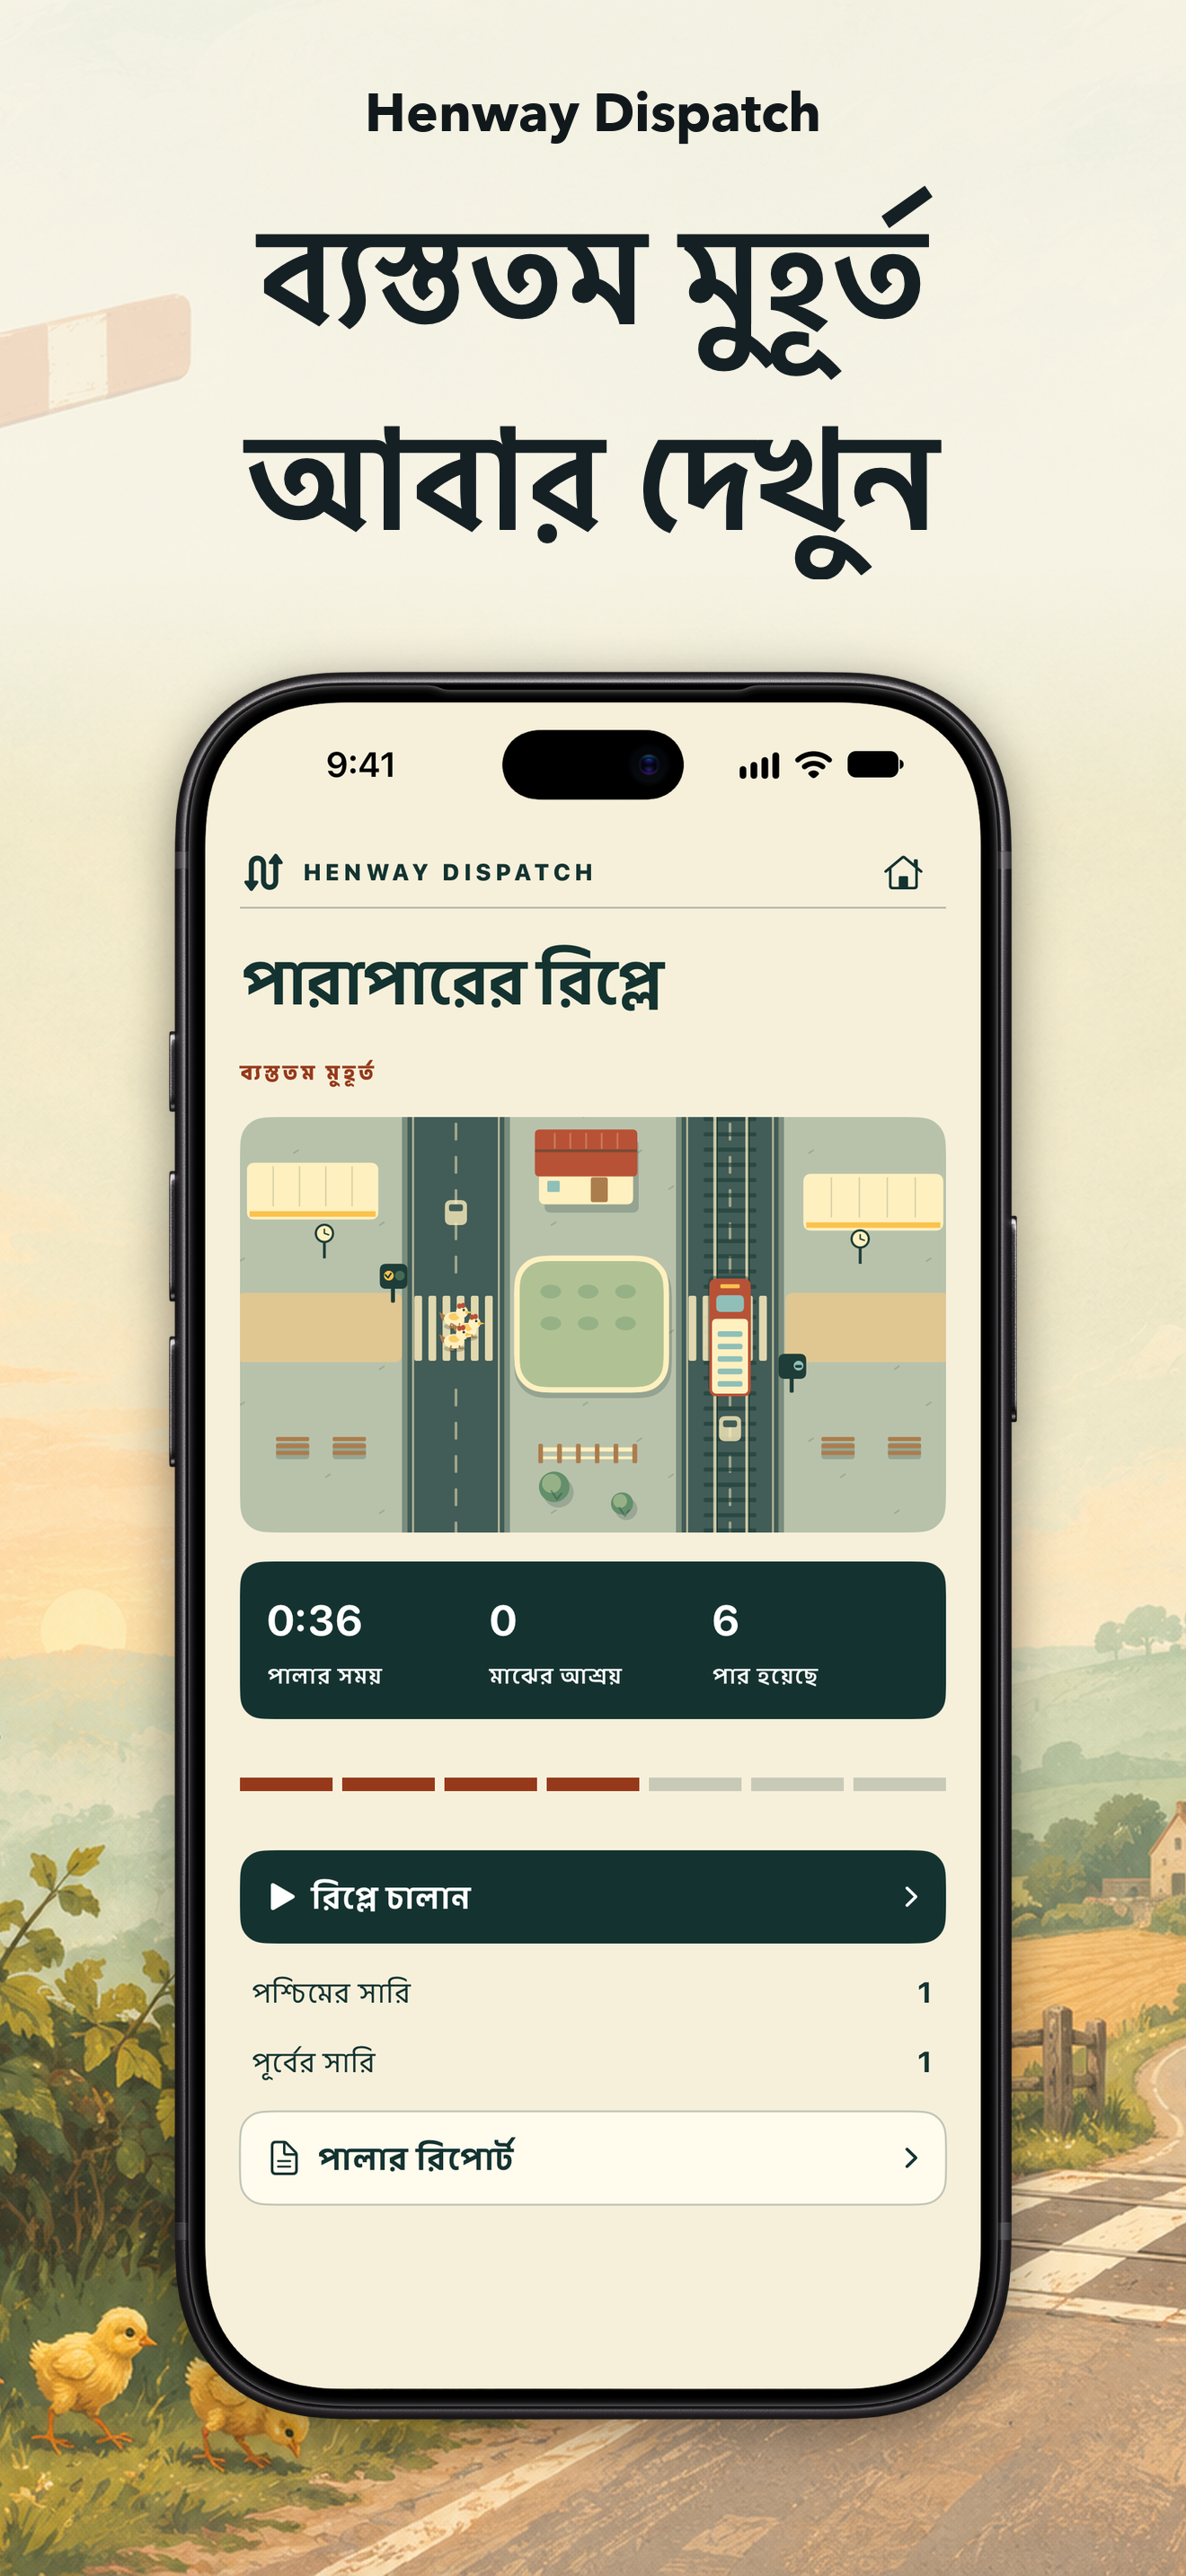 Henway Dispatch
ব্যস্ততম মুহূর্ত
আবার দেখুন
9:41
HENWAY DISPATCH
পারাপারের রিপ্লে
ব্যস্ততম মুহূর্ত
0:36
0
6
পালার সময়
মাঝের আশ্রয়
পার হয়েছে
রিপ্লে চালান
পশ্চিমের সারি 1
পূর্বের সারি 1
পালার রিপোর্ট